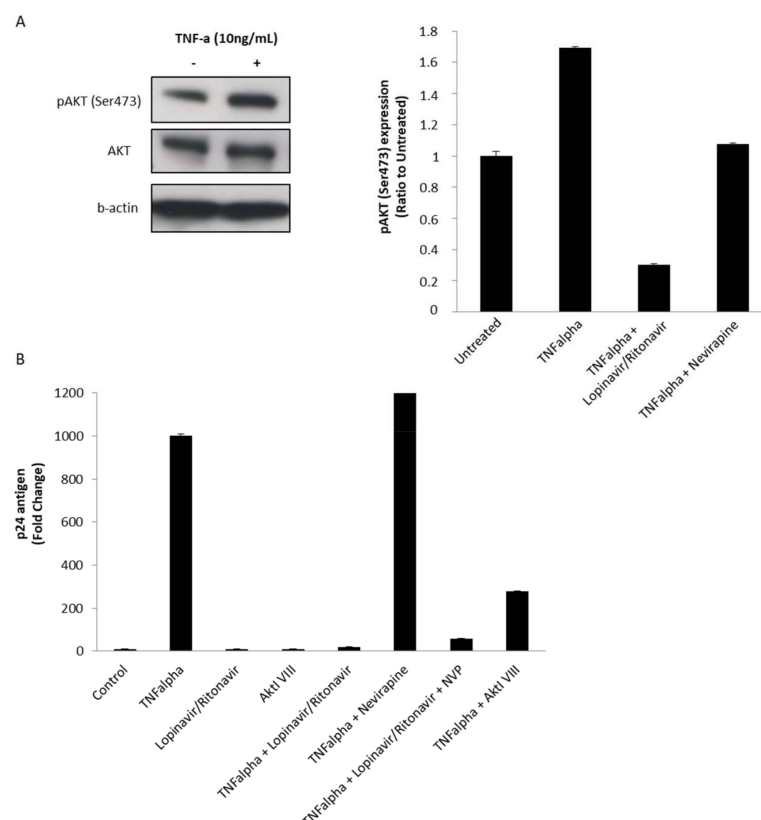 A
TNF-a (10ng/mL)
- +
pAKT (Ser473)
AKT
b-actin
pAKT (Ser473) expression
(Ratio to Untreated)
1.8
1.6
1.4
1.2
1
0.8
0.6
0.4
0.2
0
Untreated
TNFalpha
TNFalpha +
Lopinavir/Ritonavir
TNFalpha + Nevirapine
B
p24 antigen
(Fold Change)
1200
1000
800
600
400
200
0
Control
TNFalpha
Lopinavir/Ritonavir
AktI VIII
TNFalpha + Lopinavir/Ritonavir
TNFalpha + Nevirapine
TNFalpha + Lopinavir/Ritonavir + NVP
TNFalpha + AktI VIII